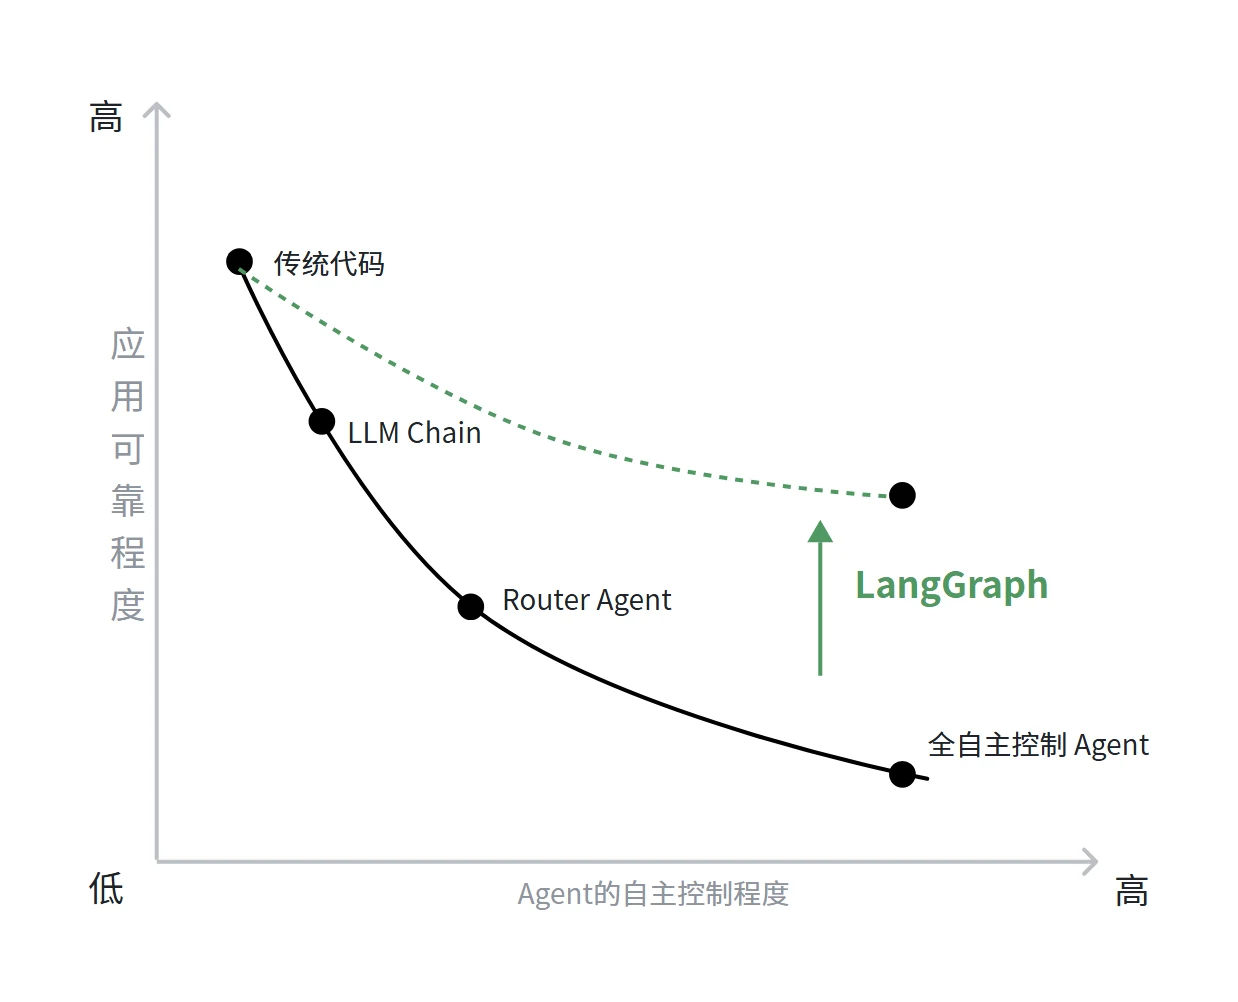 高
传统代码
应用可靠程度
LLM Chain
LangGraph
Router Agent
全自主控制 Agent
低
Agent的自主控制程度
高